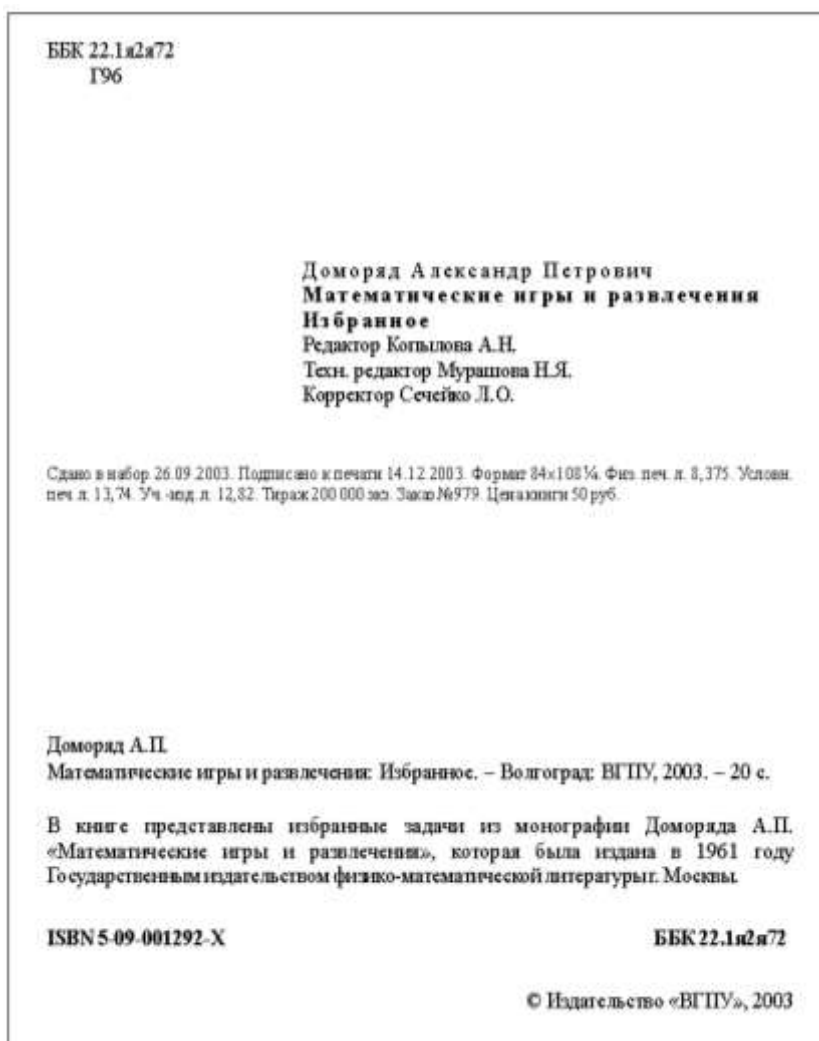 ББК 22.1я2я72
Г96
Доморяд Александр Петрович
Математические игры и развлечения
Избранное
Редактор Копылова А.Н.
Техн. редактор Мурашова Н.Я.
Корректор Сечейко Л.О.
Сдано в набор 26.09.2003. Подписано к печати 14.12.2003. Формат 84×108¼. Физ. печ. л. 8,375. Условн.
печ. л. 13,74. Уч.-изд. л. 12,82. Тираж 200 000 экз. Заказ №979. Цена книги 50 руб.
Доморяд А.П.
Математические игры и развлечения: Избранное. – Волгоград: ВГПУ, 2003. – 20 с.
В книге представлены избранные задачи из монографии Доморяда А.П.
«Математические игры и развлечения», которая была издана в 1961 году
Государственным издательством физико-математической литературы г. Москвы.
ISBN 5-09-001292-X
ББК 22.1я2я72
© Издательство «ВГПУ», 2003